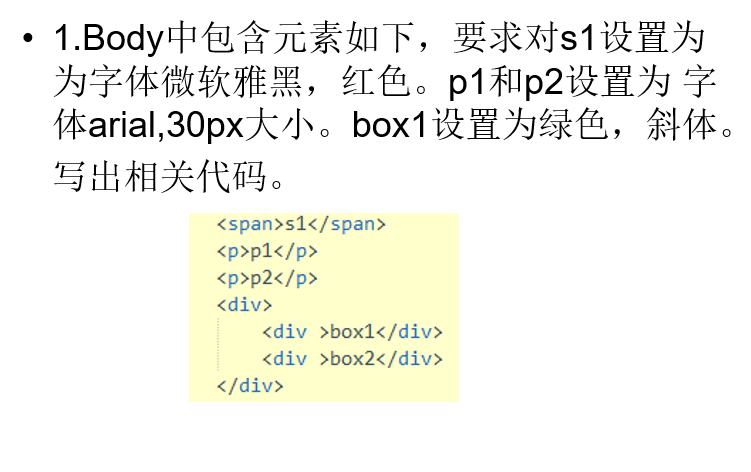 • 1.Body中包含元素如下，要求对s1设置为
为字体微软雅黑，红色。p1和p2设置为 字
体arial,30px大小。box1设置为绿色，斜体。
写出相关代码。
<span>s1</span>
<p>p1</p>
<p>p2</p>
<div>
    <div >box1</div>
    <div >box2</div>
</div>